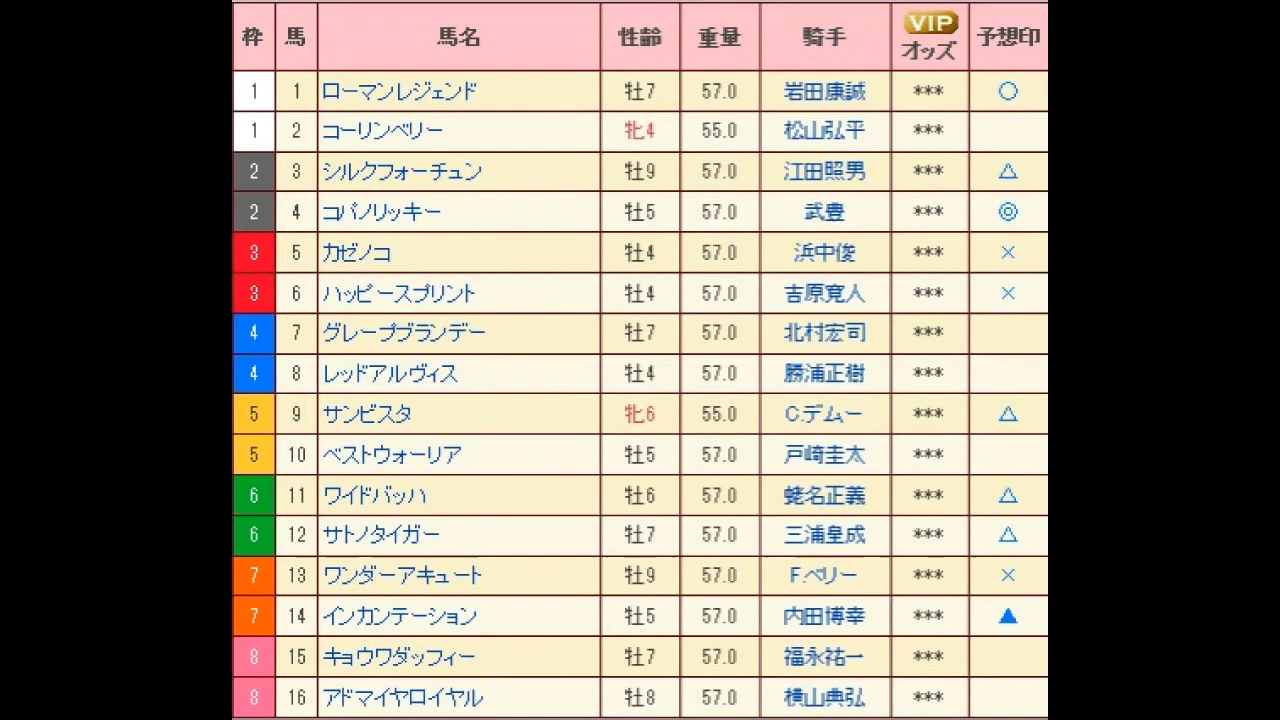 枠 馬 馬名 性齢 重量 騎手 VIP オッズ 予想印
1 1 ローマンレジェンド 牡7 57.0 岩田康誠 *** ○
1 2 コーリンベリー 牝4 55.0 松山弘平 ***
2 3 シルクフォーチュン 牡9 57.0 江田照男 *** △
2 4 コパノリッキー 牡5 57.0 武豊 *** ◎
3 5 カゼノコ 牡4 57.0 浜中俊 *** ×
3 6 ハッピースプリント 牡4 57.0 吉原寛人 *** ×
4 7 グレープブランデー 牡7 57.0 北村宏司 ***
4 8 レッドアルヴィス 牡4 57.0 勝浦正樹 ***
5 9 サンビスタ 牝6 55.0 C.デムー *** △
5 10 ベストウォーリア 牡5 57.0 戸崎圭太 ***
6 11 ワイドバッハ 牡6 57.0 蛯名正義 *** △
6 12 サトノタイガー 牡7 57.0 三浦皇成 *** △
7 13 ワンダーアキュート 牡9 57.0 F.ベリー *** ×
7 14 インカンテーション 牡5 57.0 内田博幸 *** ▲
8 15 キョウワダッフィー 牡7 57.0 福永祐一 ***
8 16 アドマイヤロイヤル 牡8 57.0 横山典弘 ***